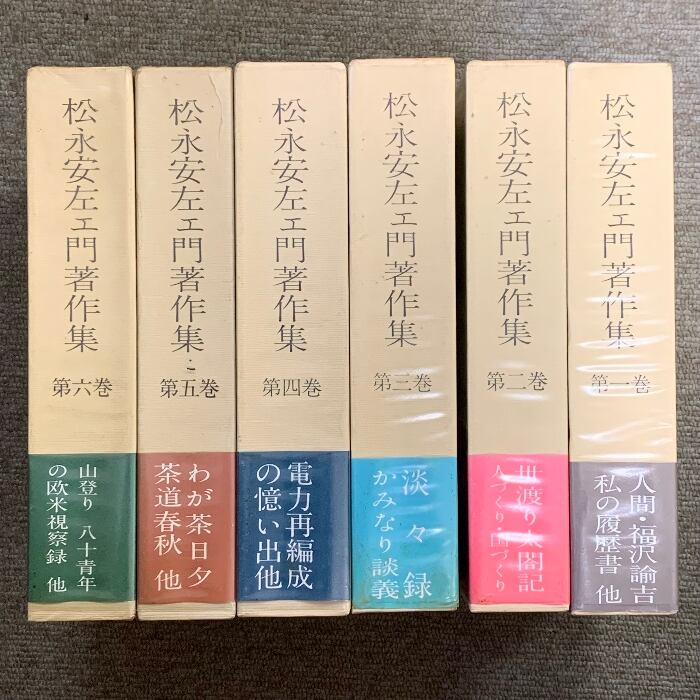 松永安左エ門著作集
第一巻
人間・福沢諭吉
私の履歴書 他
松永安左エ門著作集
第二巻
世渡り太閤記
人づくり・国づくり
松永安左エ門著作集
第三巻
淡々録
かみなり談義
松永安左エ門著作集
第四巻
電力再編成
の憶い出他
松永安左エ門著作集
第五巻
わが茶日夕
茶道春秋 他
松永安左エ門著作集
第六巻
山登り 八十青年
の欧米視察録 他